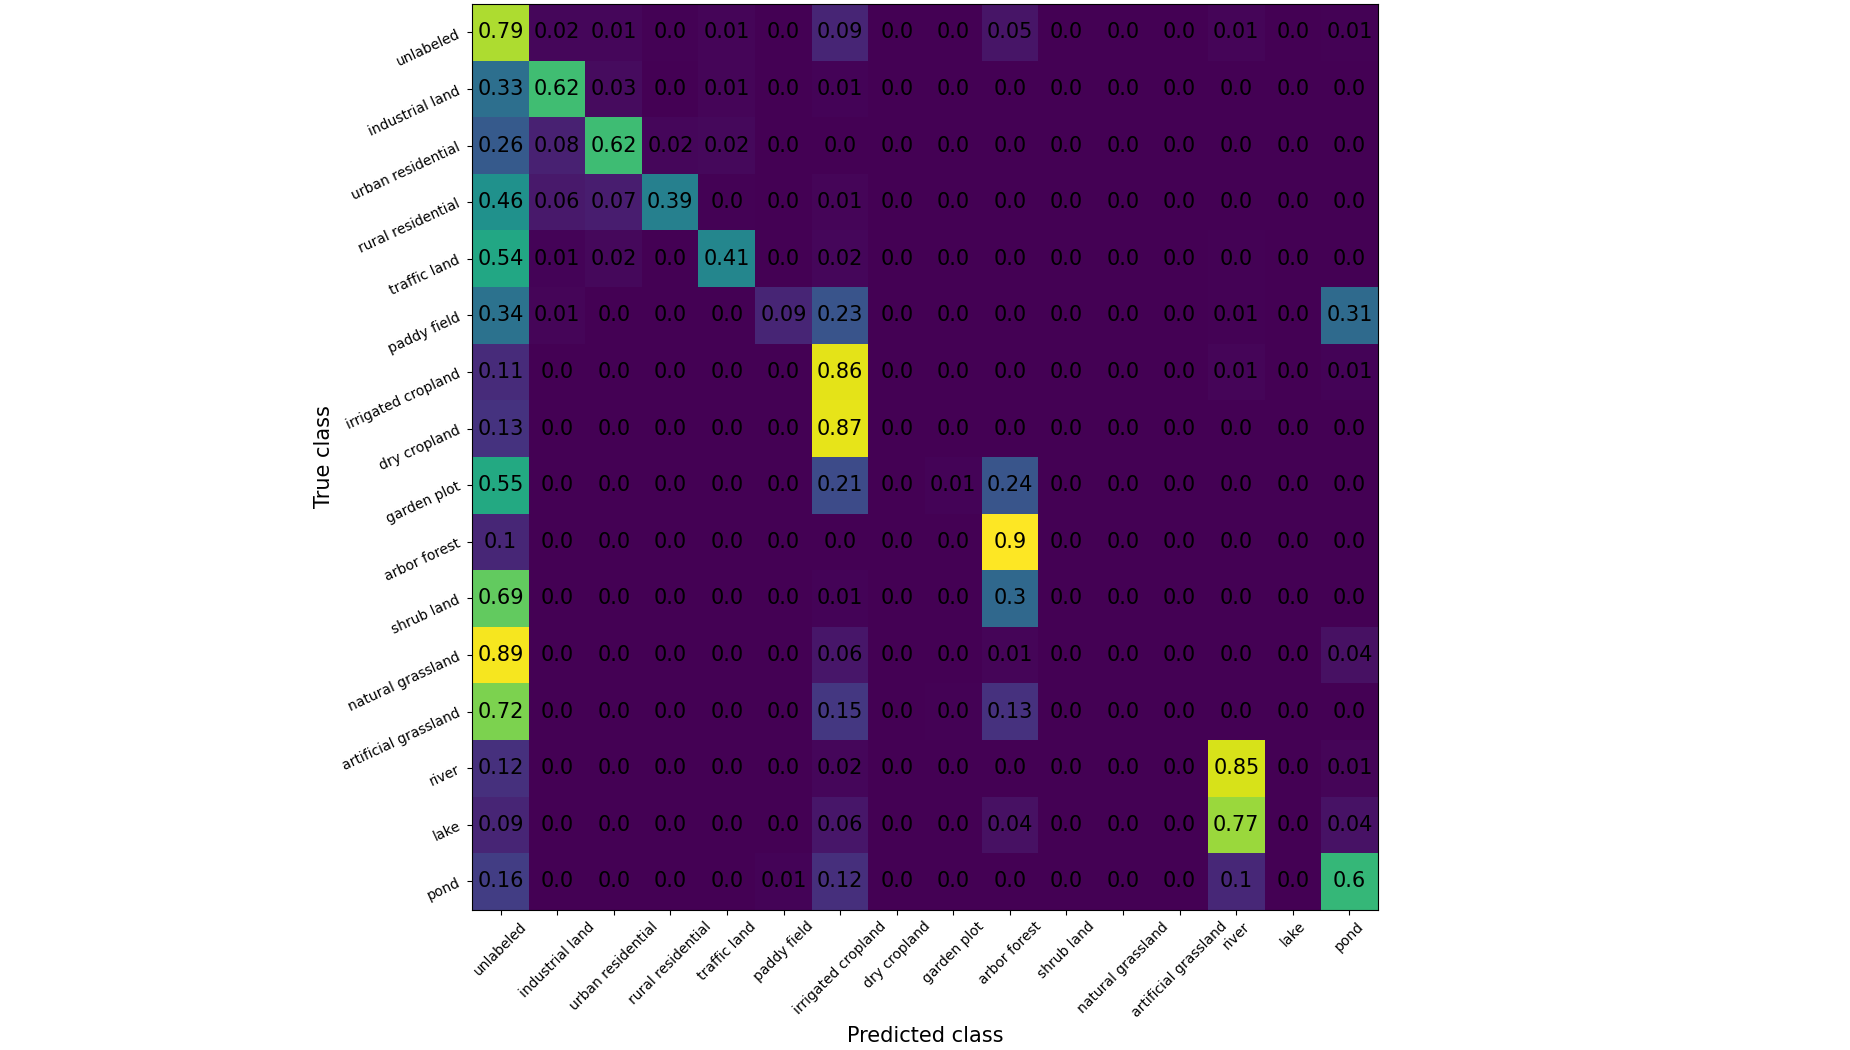 unlabeled 0.79 0.02 0.01 0.0 0.01 0.0 0.09 0.0 0.0 0.05 0.0 0.0 0.0 0.01 0.0 0.01
industrial land 0.33 0.62 0.03 0.0 0.01 0.0 0.01 0.0 0.0 0.0 0.0 0.0 0.0 0.0 0.0 0.0
urban residential 0.26 0.08 0.62 0.02 0.02 0.0 0.0 0.0 0.0 0.0 0.0 0.0 0.0 0.0 0.0 0.0
rural residential 0.46 0.06 0.07 0.39 0.0 0.0 0.01 0.0 0.0 0.0 0.0 0.0 0.0 0.0 0.0 0.0
traffic land 0.54 0.01 0.02 0.0 0.41 0.0 0.02 0.0 0.0 0.0 0.0 0.0 0.0 0.0 0.0 0.0
paddy field 0.34 0.01 0.0 0.0 0.0 0.09 0.23 0.0 0.0 0.0 0.0 0.0 0.0 0.01 0.0 0.31
irrigated cropland 0.11 0.0 0.0 0.0 0.0 0.0 0.86 0.0 0.0 0.0 0.0 0.0 0.0 0.01 0.0 0.01
dry cropland 0.13 0.0 0.0 0.0 0.0 0.0 0.87 0.0 0.0 0.0 0.0 0.0 0.0 0.0 0.0 0.0
garden plot 0.55 0.0 0.0 0.0 0.0 0.0 0.21 0.0 0.01 0.24 0.0 0.0 0.0 0.0 0.0 0.0
arbor forest 0.1 0.0 0.0 0.0 0.0 0.0 0.0 0.0 0.0 0.9 0.0 0.0 0.0 0.0 0.0 0.0
shrub land 0.69 0.0 0.0 0.0 0.0 0.0 0.01 0.0 0.0 0.3 0.0 0.0 0.0 0.0 0.0 0.0
natural grassland 0.89 0.0 0.0 0.0 0.0 0.0 0.06 0.0 0.0 0.01 0.0 0.0 0.0 0.0 0.0 0.04
artificial grassland 0.72 0.0 0.0 0.0 0.0 0.0 0.15 0.0 0.0 0.13 0.0 0.0 0.0 0.0 0.0 0.0
river 0.12 0.0 0.0 0.0 0.0 0.0 0.02 0.0 0.0 0.0 0.0 0.0 0.0 0.85 0.0 0.01
lake 0.09 0.0 0.0 0.0 0.0 0.0 0.06 0.0 0.0 0.04 0.0 0.0 0.0 0.77 0.0 0.04
pond 0.16 0.0 0.0 0.0 0.0 0.01 0.12 0.0 0.0 0.0 0.0 0.0 0.0 0.1 0.0 0.6
True class
unlabeled
industrial land
urban residential
rural residential
traffic land
paddy field
irrigated cropland
dry cropland
garden plot
arbor forest
shrub land
natural grassland
artificial grassland
river
lake
pond
Predicted class